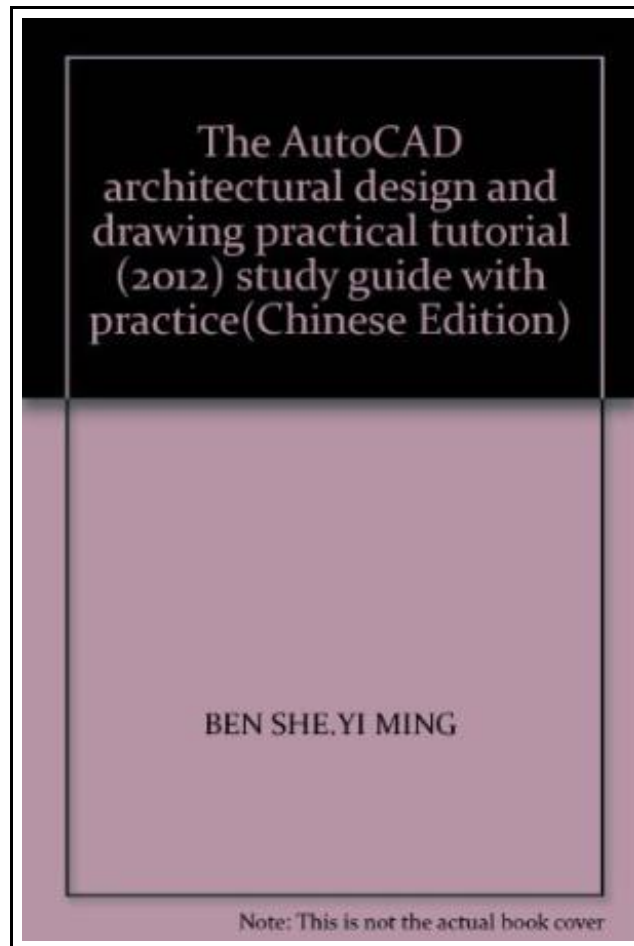 The AutoCAD
architectural design and
drawing practical tutorial
(2012) study guide with
practice(Chinese Edition)
BEN SHE.YI MING
Note: This is not the actual book cover